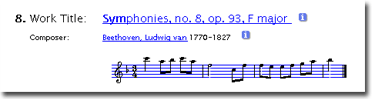 8. Work Title: Symphonies, no. 8, op. 93, F major
Composer: Beethoven, Ludwig van 1770-1827